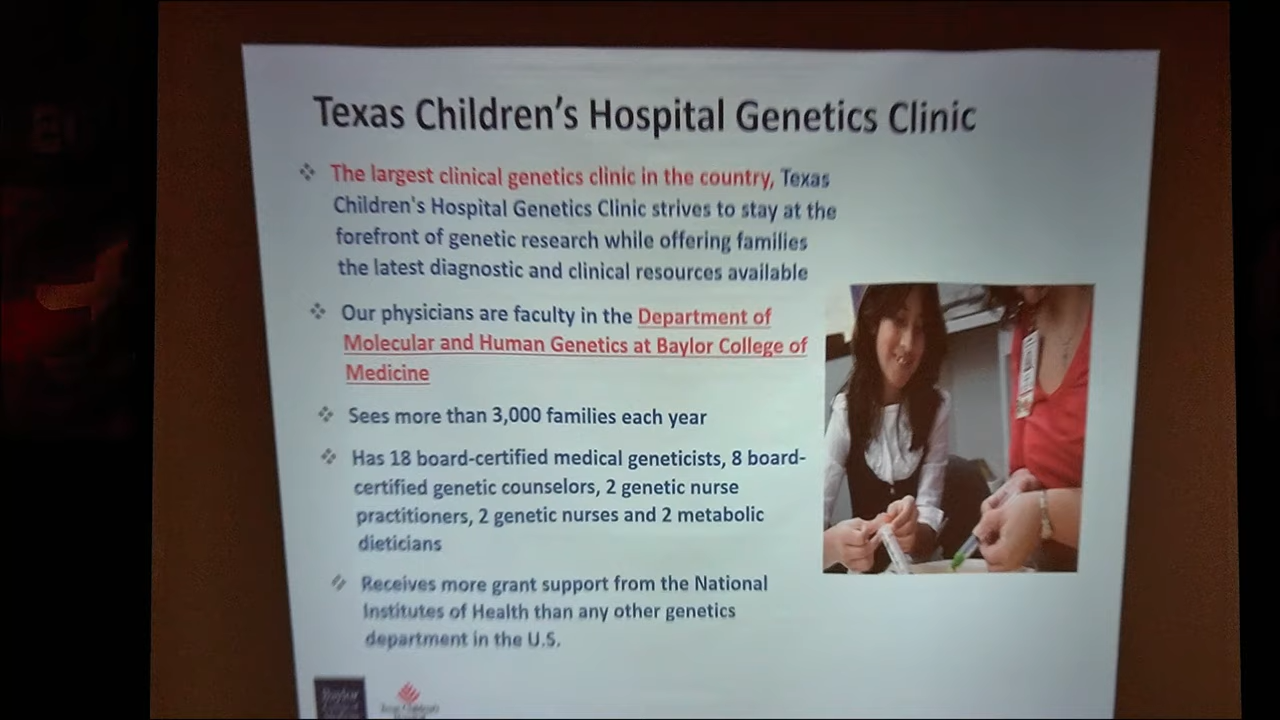 Texas Children's Hospital Genetics Clinic
The largest clinical genetics clinic in the country, Texas
Children's Hospital Genetics Clinic strives to stay at the
forefront of genetic research while offering families
the latest diagnostic and clinical resources available
Our physicians are faculty in the Department of
Molecular and Human Genetics at Baylor College of
Medicine
Sees more than 3,000 families each year
Has 18 board-certified medical geneticists, 8 board-
certified genetic counselors, 2 genetic nurse
practitioners, 2 genetic nurses and 2 metabolic
dieticians
Receives more grant support from the National
Institutes of Health than any other genetics
department in the U.S.
Baylor